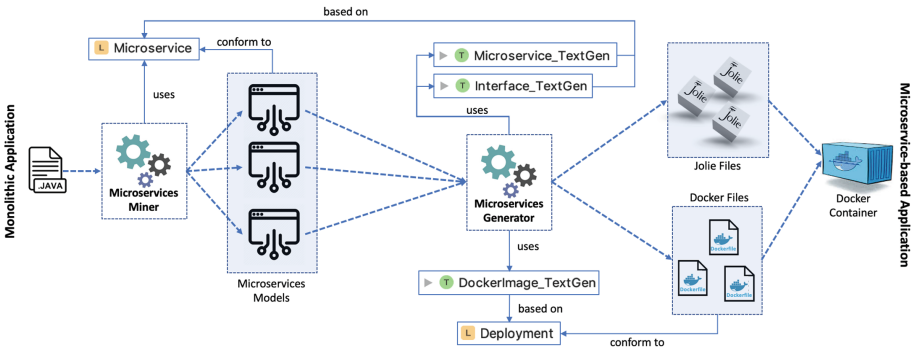 based on
L Microservice
conform to
uses
T Microservice_TextGen
T Interface_TextGen
uses
Monolithic Application
.JAVA
Microservices
Miner
Microservices
Models
Microservices
Generator
uses
T DockerImage_TextGen
based on
L Deployment
conform to
Jolie
Jolie
Jolie
Jolie Files
Docker Files
Dockerfile
Dockerfile
Dockerfile
Docker
Container
Microservice-based Application